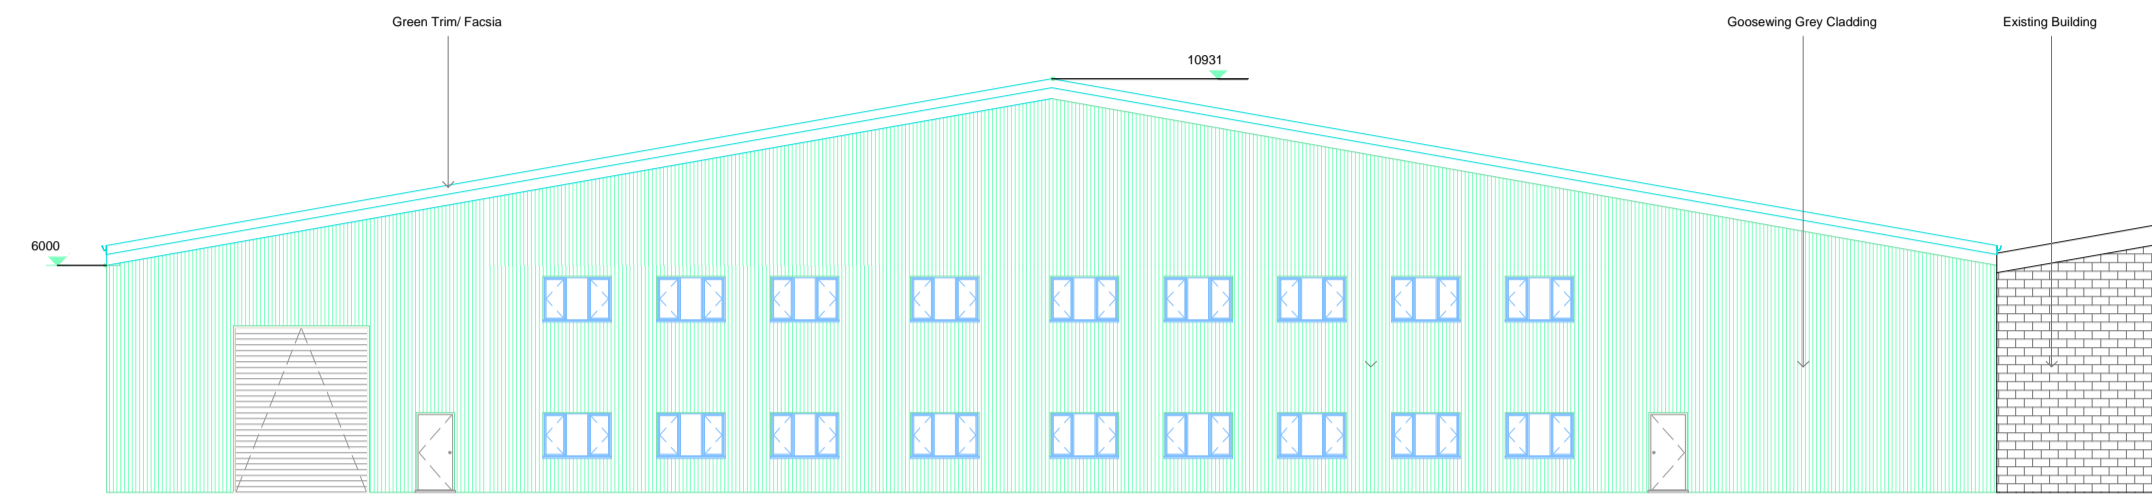 Green Trim/ Facsia
Goosewing Grey Cladding
Existing Building
10931
6000